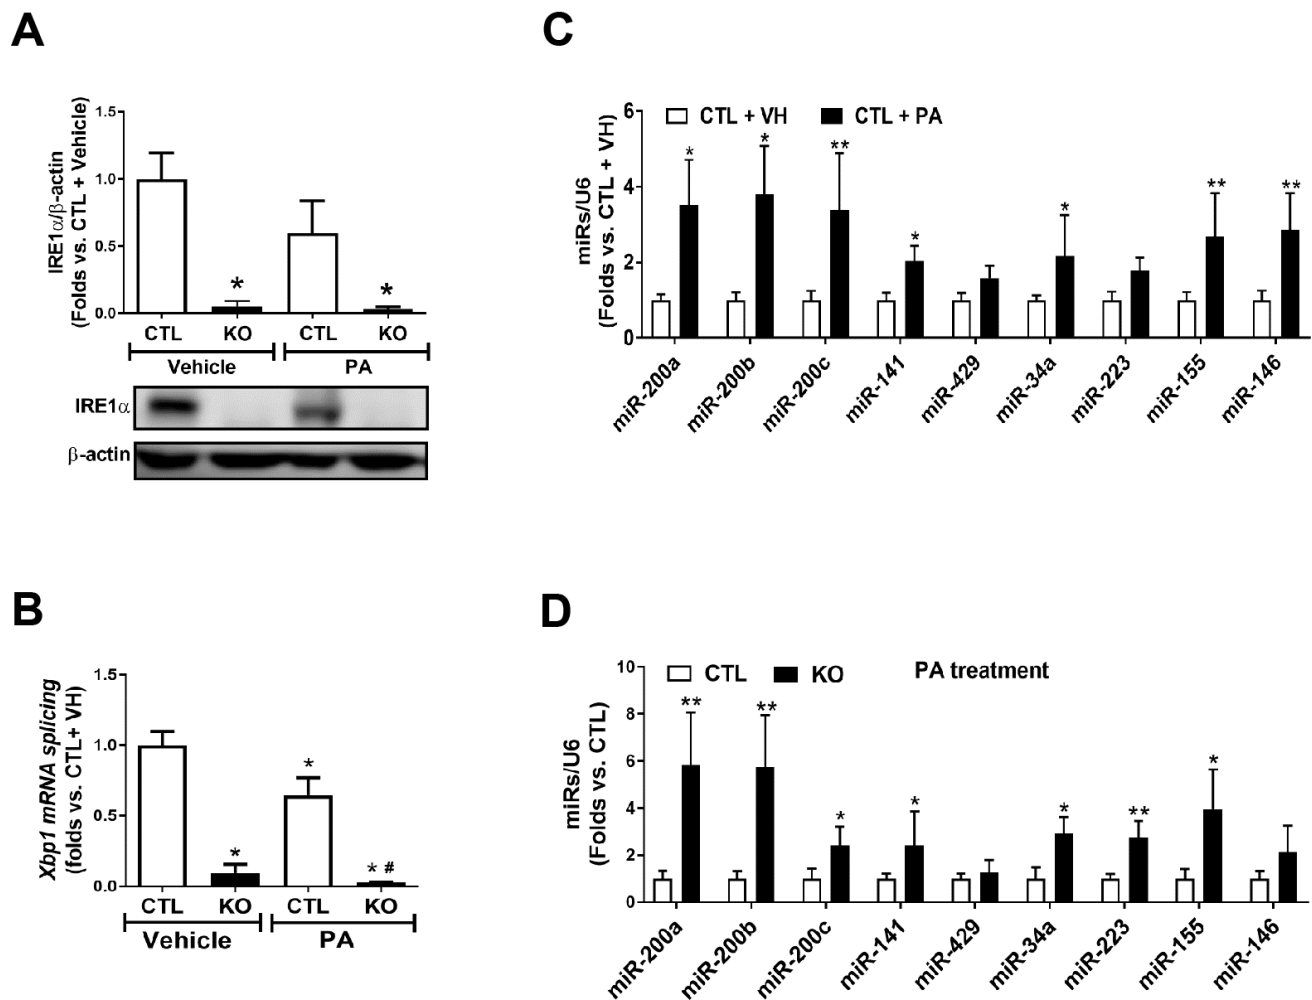 A
IRE1α/β-actin
(Folds vs. CTL + Vehicle)
1.5
1.0
0.5
0.0
*
*
CTL KO CTL KO
Vehicle PA
IRE1α
β-actin
B
Xbp1 mRNA splicing
(folds vs. CTL+ VH)
1.5
1.0
0.5
0.0
*
*
* #
CTL KO CTL KO
Vehicle PA
C
miRs/U6
(Folds vs. CTL + VH)
6
4
2
0
CTL + VH CTL + PA
* * ** * * ** **
miR-200a miR-200b miR-200c miR-141 miR-429 miR-34a miR-223 miR-155 miR-146
D
miRs/U6
(Folds vs. CTL)
10
8
6
4
2
0
CTL KO PA treatment
** ** * * * ** *
miR-200a miR-200b miR-200c miR-141 miR-429 miR-34a miR-223 miR-155 miR-146